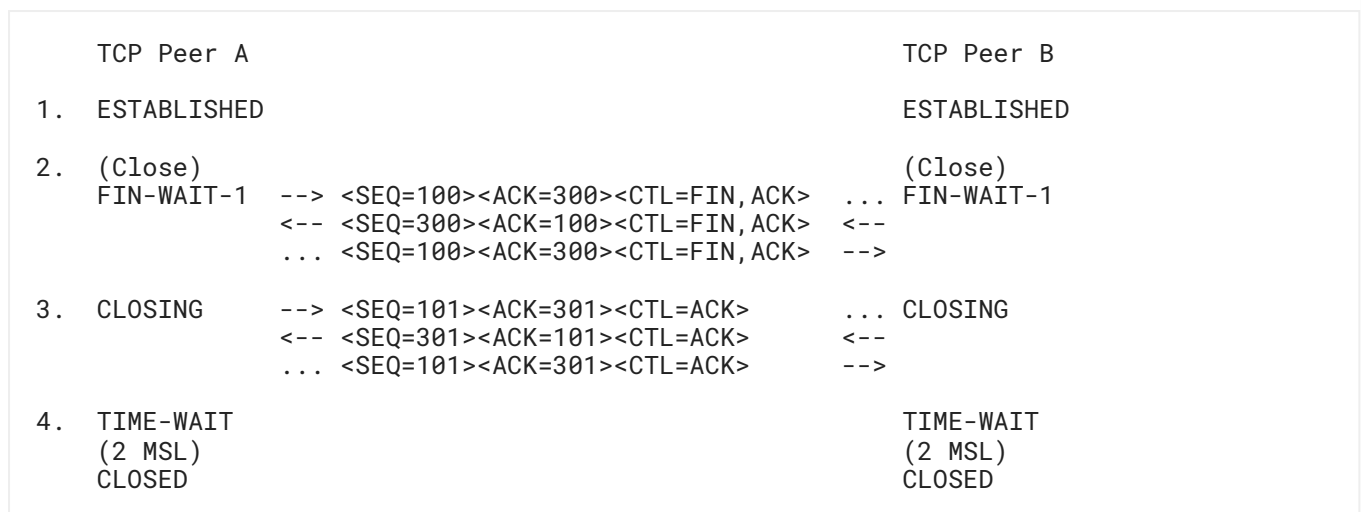 TCP Peer A                                           TCP Peer B
1.  ESTABLISHED                                          ESTABLISHED
2.  (Close)                                              (Close)
    FIN-WAIT-1  --> <SEQ=100><ACK=300><CTL=FIN,ACK>  ... FIN-WAIT-1
                <-- <SEQ=300><ACK=100><CTL=FIN,ACK>  <--
                ... <SEQ=100><ACK=300><CTL=FIN,ACK>  -->
3.  CLOSING     --> <SEQ=101><ACK=301><CTL=ACK>      ... CLOSING
                <-- <SEQ=301><ACK=101><CTL=ACK>      <--
                ... <SEQ=101><ACK=301><CTL=ACK>      -->
4.  TIME-WAIT                                            TIME-WAIT
    (2 MSL)                                              (2 MSL)
    CLOSED                                               CLOSED